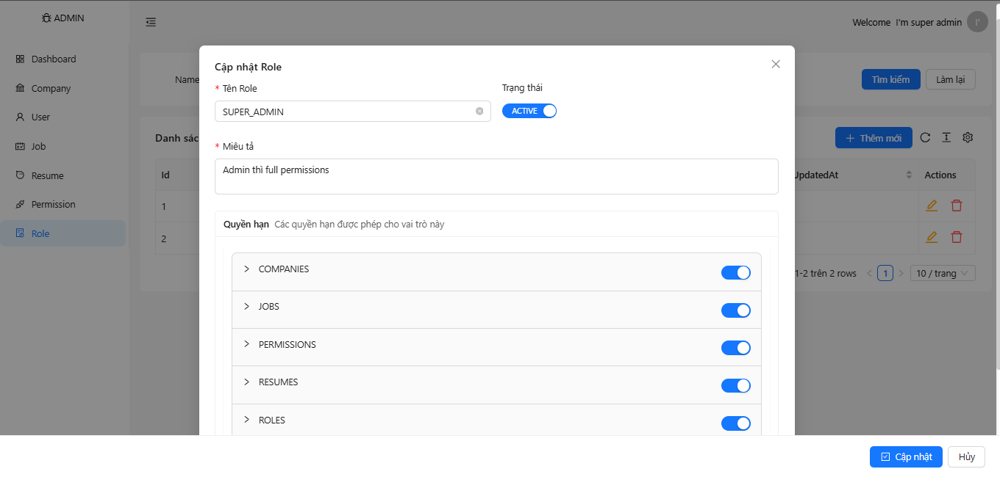 ADMIN
Welcome I'm super admin
I'
Dashboard
Company
User
Job
Resume
Permission
Role
Name
Tìm kiếm
Làm lại
Danh sác
Thêm mới
Id
UpdatedAt
Actions
1
2
1-2 trên 2 rows
1
10 / trang
Cập nhật Role
* Tên Role
Trạng thái
SUPER_ADMIN
ACTIVE
* Miêu tả
Admin thì full permissions
Quyền hạn Các quyền hạn được phép cho vai trò này
COMPANIES
JOBS
PERMISSIONS
RESUMES
ROLES
Cập nhật
Hủy